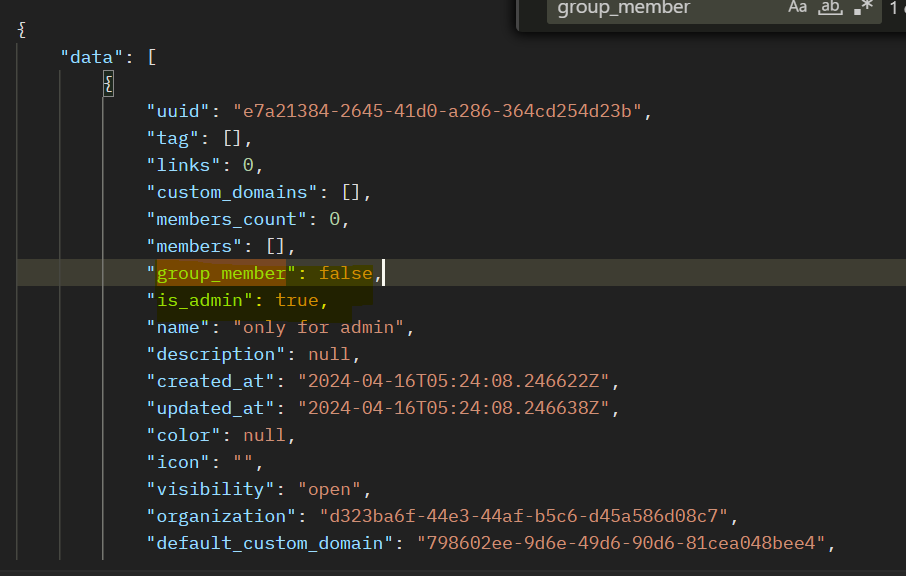 group_member Aa ab .* 1
{
"data": [
{
"uuid": "e7a21384-2645-41d0-a286-364cd254d23b",
"tag": [],
"links": 0,
"custom_domains": [],
"members_count": 0,
"members": [],
"group_member": false,
"is_admin": true,
"name": "only for admin",
"description": null,
"created_at": "2024-04-16T05:24:08.246622Z",
"updated_at": "2024-04-16T05:24:08.246638Z",
"color": null,
"icon": "",
"visibility": "open",
"organization": "d323ba6f-44e3-44af-b5c6-d45a586d08c7",
"default_custom_domain": "798602ee-9d6e-49d6-90d6-81cea048bee4",